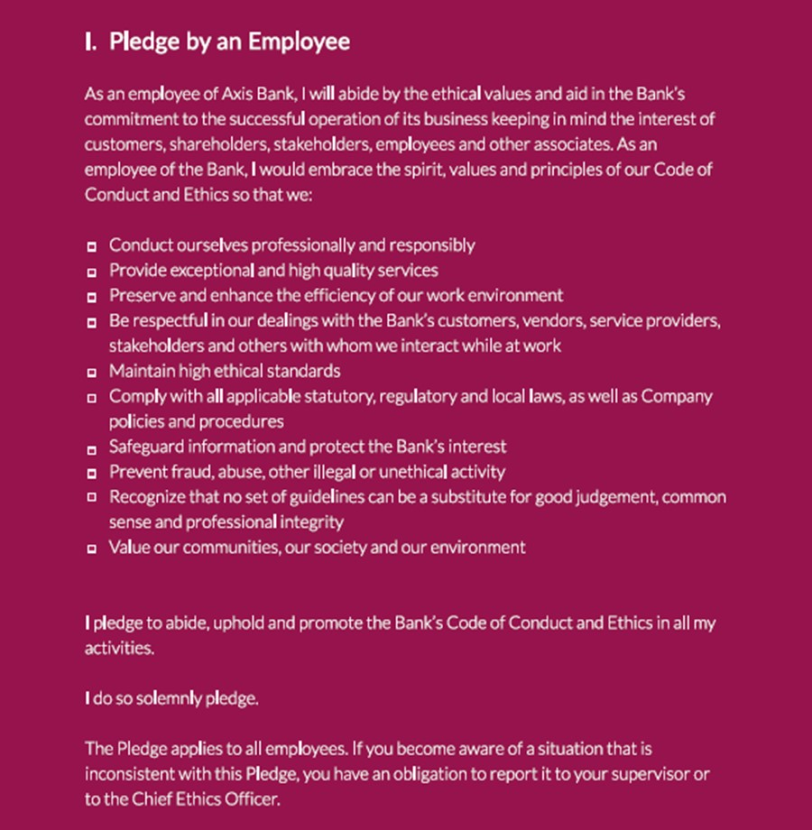 I. Pledge by an Employee
As an employee of Axis Bank, I will abide by the ethical values and aid in the Bank's
commitment to the successful operation of its business keeping in mind the interest of
customers, shareholders, stakeholders, employees and other associates. As an
employee of the Bank, I would embrace the spirit, values and principles of our Code of
Conduct and Ethics so that we:
Conduct ourselves professionally and responsibly
Provide exceptional and high quality services
Preserve and enhance the efficiency of our work environment
Be respectful in our dealings with the Bank's customers, vendors, service providers,
stakeholders and others with whom we interact while at work
Maintain high ethical standards
Comply with all applicable statutory, regulatory and local laws, as well as Company
policies and procedures
Safeguard information and protect the Bank's interest
Prevent fraud, abuse, other illegal or unethical activity
Recognize that no set of guidelines can be a substitute for good judgement, common
sense and professional integrity
Value our communities, our society and our environment
I pledge to abide, uphold and promote the Bank's Code of Conduct and Ethics in all my
activities.
I do so solemnly pledge.
The Pledge applies to all employees. If you become aware of a situation that is
inconsistent with this Pledge, you have an obligation to report it to your supervisor or
to the Chief Ethics Officer.